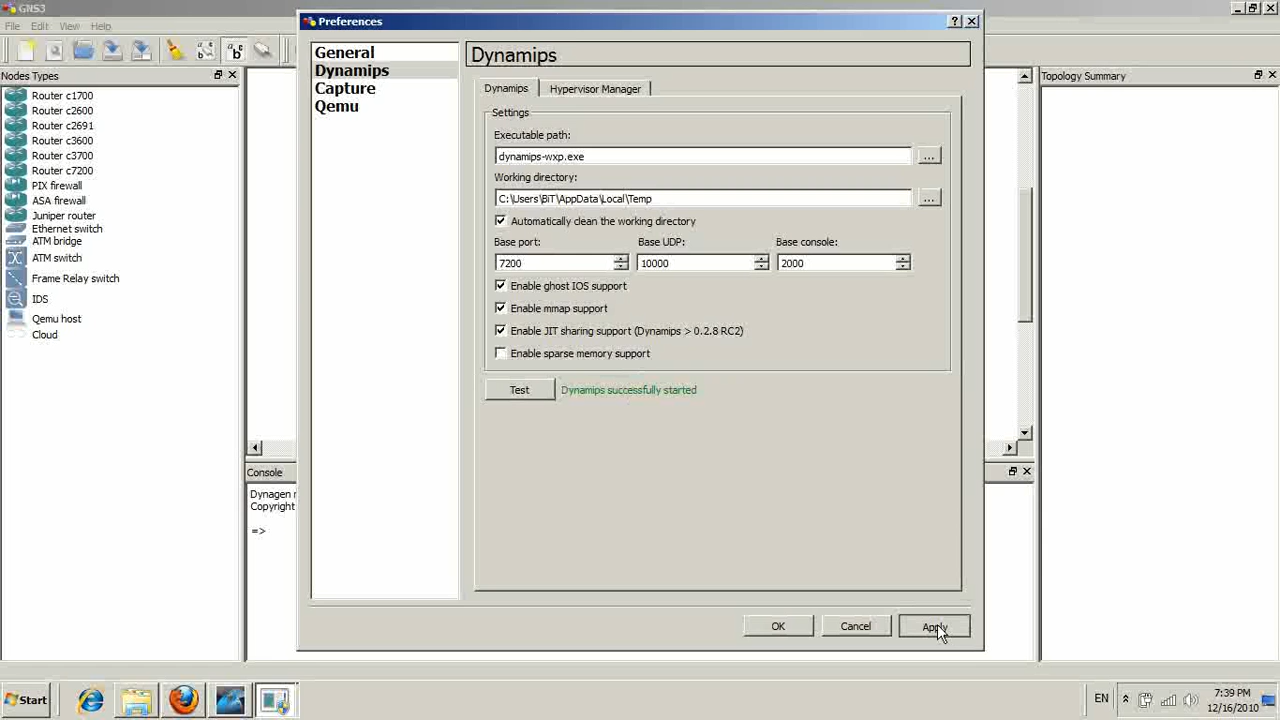 GNS3
File Edit View Help
Nodes Types
Router c1700
Router c2600
Router c2691
Router c3600
Router c3700
Router c7200
PIX firewall
ASA firewall
Juniper router
Ethernet switch
ATM bridge
ATM switch
Frame Relay switch
IDS
Qemu host
Cloud
Preferences
General
Dynamips
Capture
Qemu
Dynamips
Dynamips Hypervisor Manager
Settings
Executable path:
dynamips-wxp.exe ...
Working directory:
C:\Users\BiT\AppData\Local\Temp ...
Automatically clean the working directory
Base port: Base UDP: Base console:
7200 10000 2000
Enable ghost IOS support
Enable mmap support
Enable JIT sharing support (Dynamips > 0.2.8 RC2)
Enable sparse memory support
Test Dynamips successfully started
OK Cancel Apply
Topology Summary
Console
Dynagen
Copyright
=>
Start
EN
7:39 PM
12/16/2010